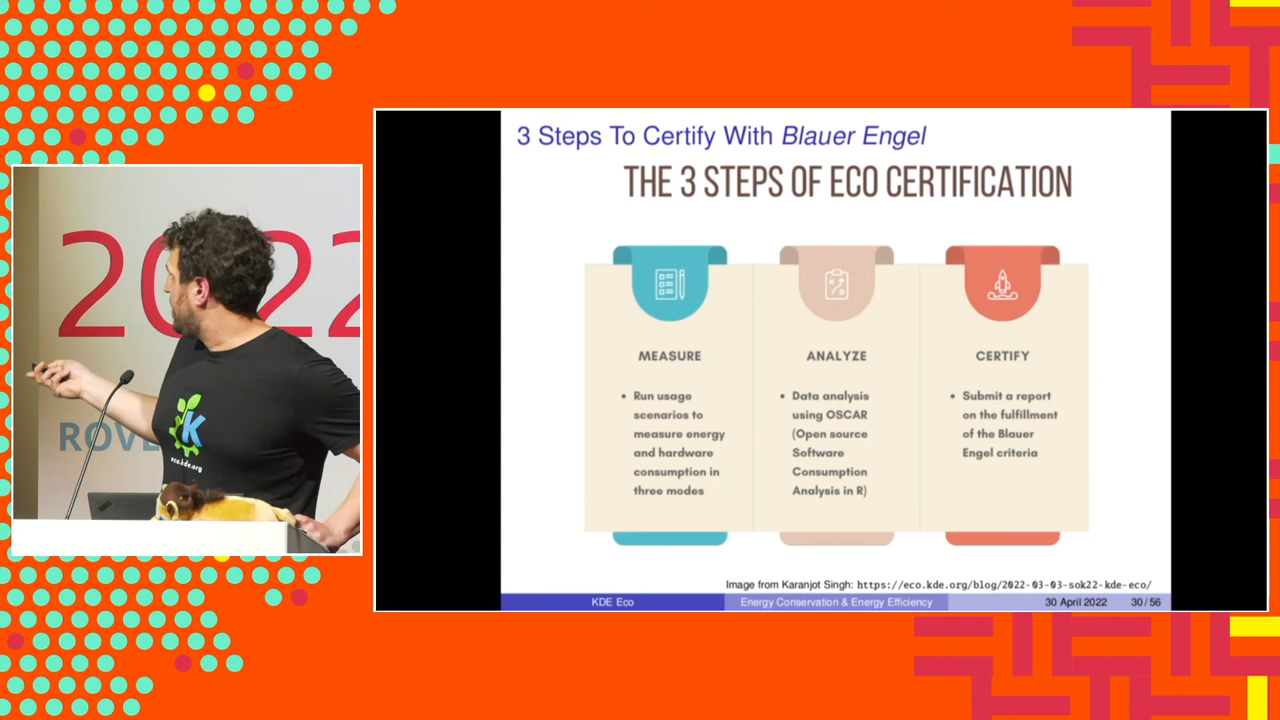 3 Steps To Certify With Blauer Engel
THE 3 STEPS OF ECO CERTIFICATION
MEASURE
• Run usage
scenarios to
measure energy
and hardware
consumption in
three modes
ANALYZE
• Data analysis
using OSCAR
(Open source
Software
Consumption
Analysis in R)
CERTIFY
• Submit a report
on the fulfillment
of the Blauer
Engel criteria
Image from Karanjot Singh: https://eco.kde.org/blog/2022-03-03-sok22-kde-eco/
KDE Eco
Energy Conservation & Energy Efficiency
30 April 2022
30 / 56
2022
ROVE
K
eco.kde.org